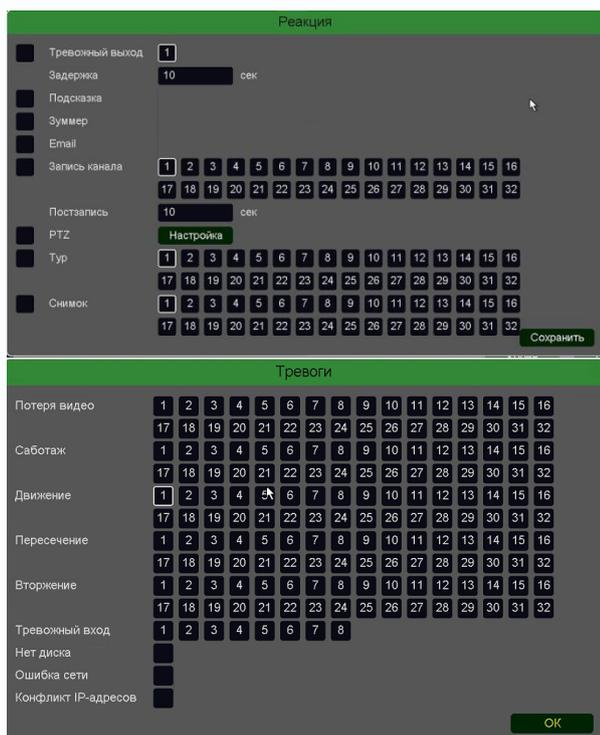 Реакция
Тревожный выход 1
Задержка 10 сек
Подсказка
Зуммер
Email
Запись канала 1 2 3 4 5 6 7 8 9 10 11 12 13 14 15 16
17 18 19 20 21 22 23 24 25 26 27 28 29 30 31 32
Постзапись 10 сек
PTZ Настройка
Тур 1 2 3 4 5 6 7 8 9 10 11 12 13 14 15 16
17 18 19 20 21 22 23 24 25 26 27 28 29 30 31 32
Снимок 1 2 3 4 5 6 7 8 9 10 11 12 13 14 15 16
17 18 19 20 21 22 23 24 25 26 27 28 29 30 31 32
Сохранить
Тревоги
Потеря видео 1 2 3 4 5 6 7 8 9 10 11 12 13 14 15 16
17 18 19 20 21 22 23 24 25 26 27 28 29 30 31 32
Саботаж 1 2 3 4 5 6 7 8 9 10 11 12 13 14 15 16
17 18 19 20 21 22 23 24 25 26 27 28 29 30 31 32
Движение 1 2 3 4 5 6 7 8 9 10 11 12 13 14 15 16
17 18 19 20 21 22 23 24 25 26 27 28 29 30 31 32
Пересечение 1 2 3 4 5 6 7 8 9 10 11 12 13 14 15 16
17 18 19 20 21 22 23 24 25 26 27 28 29 30 31 32
Вторжение 1 2 3 4 5 6 7 8 9 10 11 12 13 14 15 16
17 18 19 20 21 22 23 24 25 26 27 28 29 30 31 32
Тревожный вход 1 2 3 4 5 6 7 8
Нет диска
Ошибка сети
Конфликт IP-адресов
OK